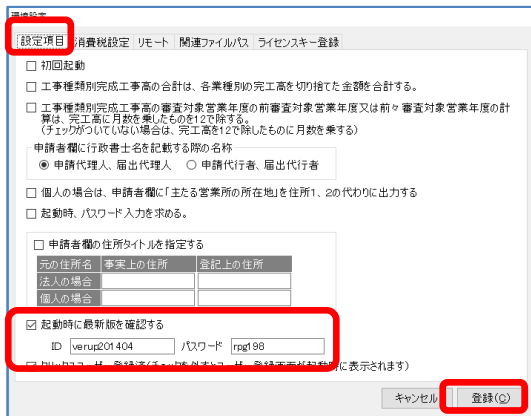 環境設定
設定項目 消費税設定 リモート 関連ファイルパス ライセンスキー登録
初回起動
工事種類別完成工事高の合計は、各業種別の完工高を切り捨てた金額を合計する。
工事種類別完成工事高の審査対象営業年度の前審査対象営業年度又は前々審査対象営業年度の計
算は、完工高に月数を乗したものを12で除する。
(チェックがついていない場合は、完工高を12で除したものに月数を乗する)
申請者欄に行政書士名を記載する際の名称
申請代理人、届出代理人 申請代行者、届出代行者
個人の場合は、申請者欄に「主たる営業所の所在地」を住所1、2の代わりに出力する
起動時、パスワード入力を求める。
申請者欄の住所タイトルを指定する
元の住所名 事実上の住所 登記上の住所
法人の場合
個人の場合
起動時に最新版を確認する
ID verup201404 パスワード rpg198
に表示されます)
キャンセル 登録(O)